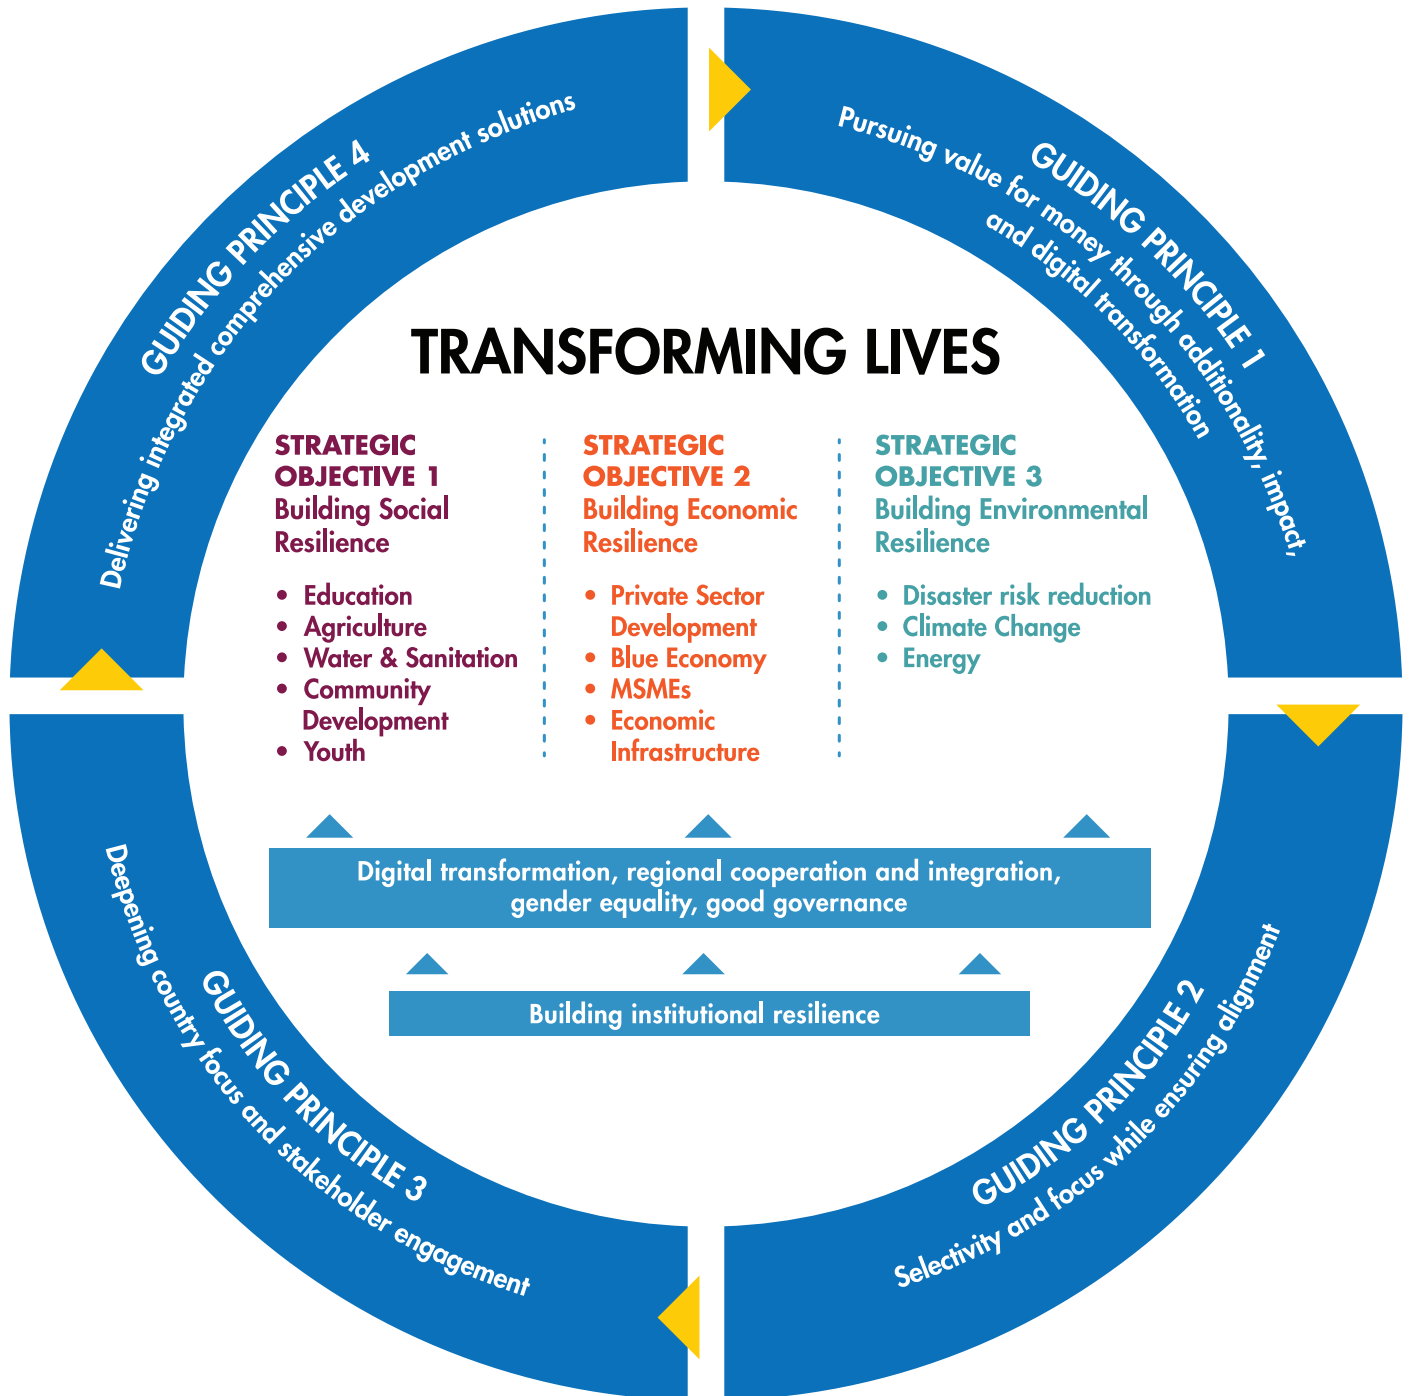 GUIDING PRINCIPLE 4
Delivering integrated comprehensive development solutions
GUIDING PRINCIPLE 1
Pursuing value for money through additionality, impact,
and digital transformation
TRANSFORMING LIVES
STRATEGIC
OBJECTIVE 1
Building Social
Resilience
• Education
• Agriculture
• Water & Sanitation
• Community
Development
• Youth
STRATEGIC
OBJECTIVE 2
Building Economic
Resilience
• Private Sector
Development
• Blue Economy
• MSMEs
• Economic
Infrastructure
STRATEGIC
OBJECTIVE 3
Building Environmental
Resilience
• Disaster risk reduction
• Climate Change
• Energy
Digital transformation, regional cooperation and integration,
gender equality, good governance
Building institutional resilience
GUIDING PRINCIPLE 3
Deepening country focus and stakeholder engagement
GUIDING PRINCIPLE 2
Selectivity and focus while ensuring alignment